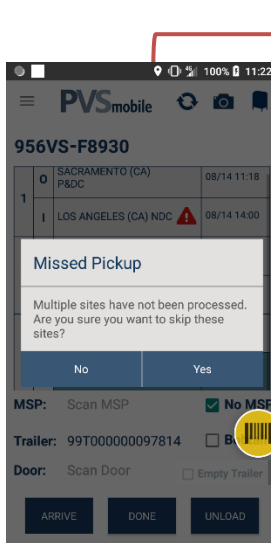 100% 11:22
PVSmobile
956VS-F8930
1 O SACRAMENTO (CA) P&DC 08/14 11:18
I LOS ANGELES (CA) NDC 08/14 14:00
Missed Pickup
Multiple sites have not been processed.
Are you sure you want to skip these
sites?
No Yes
MSP: Scan MSP No MSP
Trailer: 99T000000097814
Door: Scan Door Empty Trailer
ARRIVE DONE UNLOAD